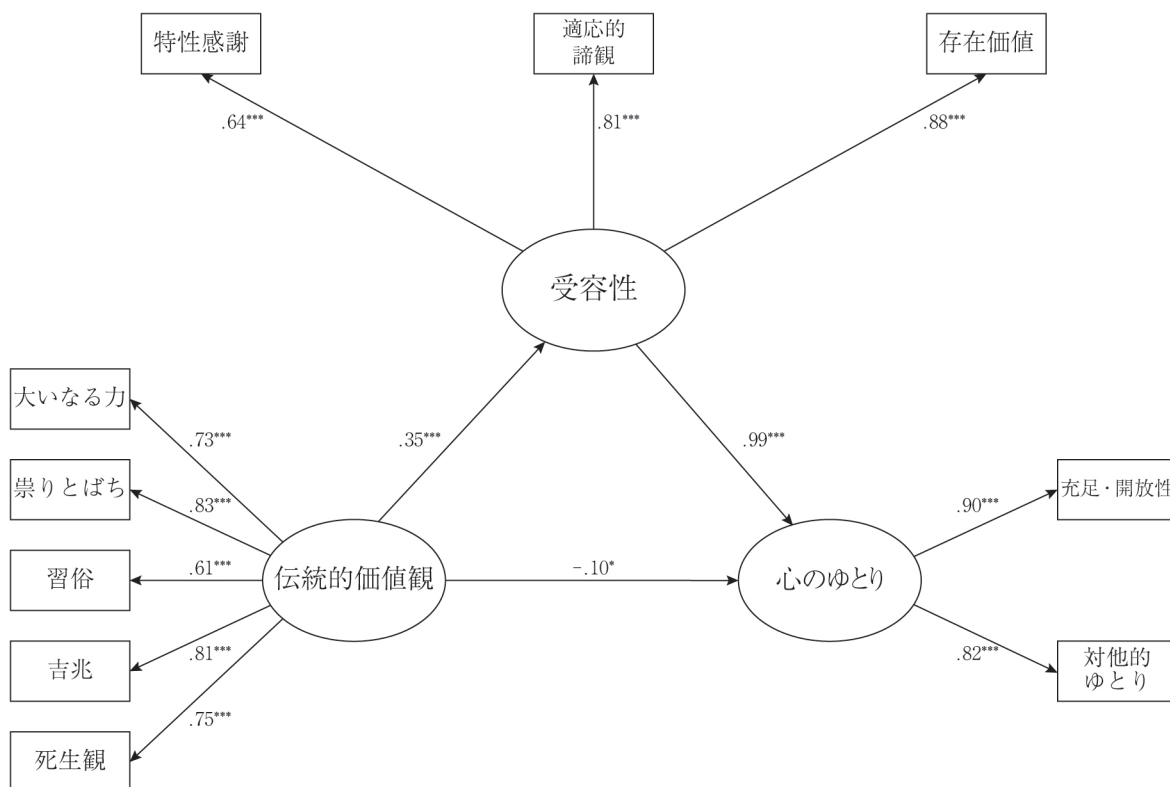 特性感謝
適応的
諦観
存在価値
.64***
.81***
.88***
受容性
大いなる力
.73***
.35***
.99***
祟りとばち
.83***
.90***
充足・開放性
習俗
.61***
伝統的価値観
-.10*
心のゆとり
吉兆
.81***
.82***
対他的
ゆとり
.75***
死生観